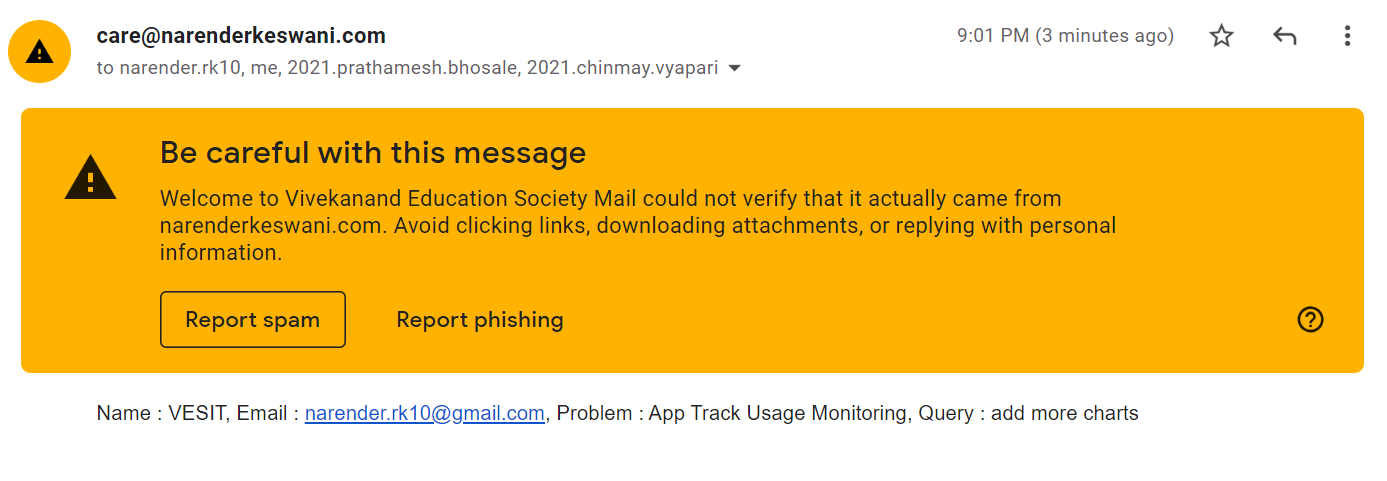 care@narenderkeswani.com
9:01 PM (3 minutes ago)
to narender.rk10, me, 2021.prathamesh.bhosale, 2021.chinmay.vyapari
Be careful with this message
Welcome to Vivekanand Education Society Mail could not verify that it actually came from
narenderkeswani.com. Avoid clicking links, downloading attachments, or replying with personal
information.
Report spam
Report phishing
Name : VESIT, Email : narender.rk10@gmail.com, Problem : App Track Usage Monitoring, Query : add more charts